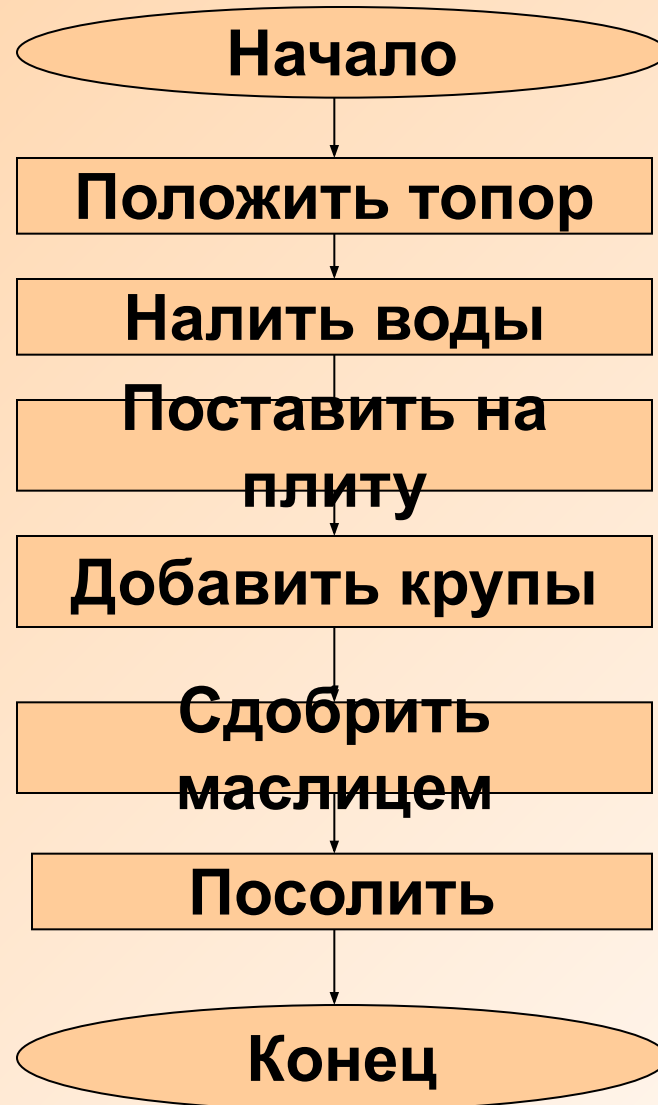 Начало
Положить топор
Налить воды
Поставить на
плиту
Добавить крупы
Сдобрить
маслицем
Посолить
Конец